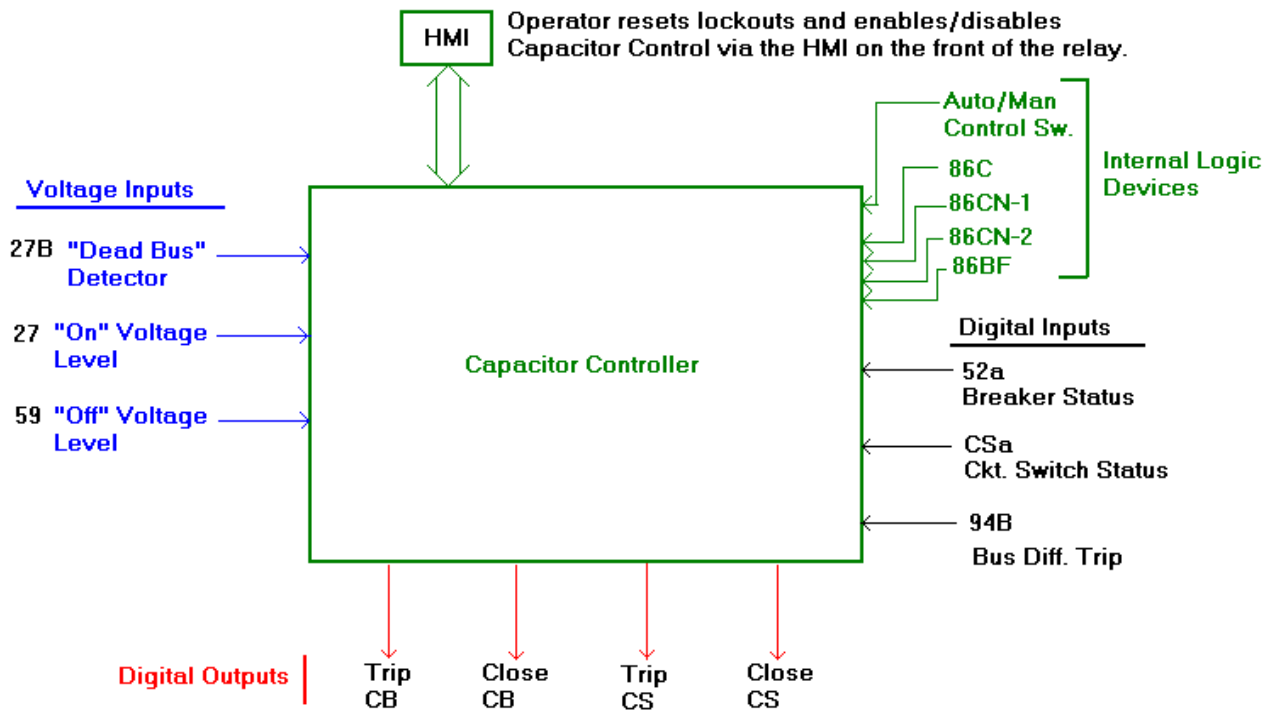 HMI
Operator resets lockouts and enables/disables
Capacitor Control via the HMI on the front of the relay.
Voltage Inputs
27B "Dead Bus"
Detector
27 "On" Voltage
Level
59 "Off" Voltage
Level
Capacitor Controller
Auto/Man
Control Sw.
86C
86CN-1
86CN-2
86BF
Internal Logic
Devices
Digital Inputs
52a
Breaker Status
CSa
Ckt. Switch Status
94B
Bus Diff. Trip
Digital Outputs
Trip
CB
Close
CB
Trip
CS
Close
CS